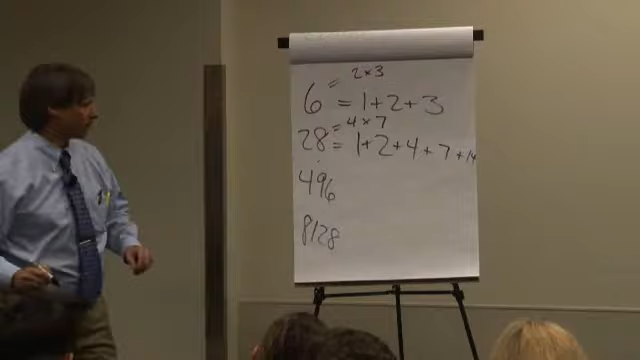 = 2×3
6 = 1+2+3
= 4×7
28 = 1+2+4+7+14
496
8128